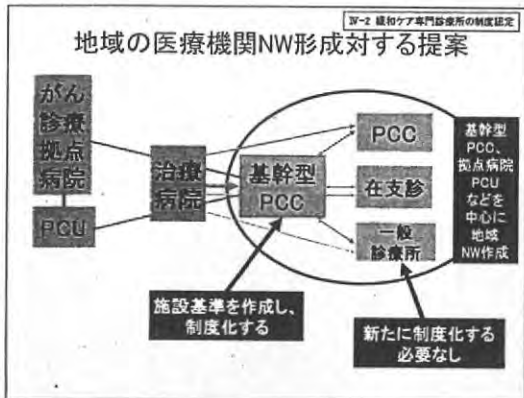 Ⅳ-2 緩和ケア専門診療所の制度認定
地域の医療機関NW形成対する提案
がん
診療
拠点
病院
PCU
治療
病院
基幹型
PCC
PCC
在支診
一般
診療所
基幹型
PCC、
拠点病院
PCU
などを
中心に
地域
NW作成
施設基準を作成し、
制度化する
新たに制度化する
必要なし